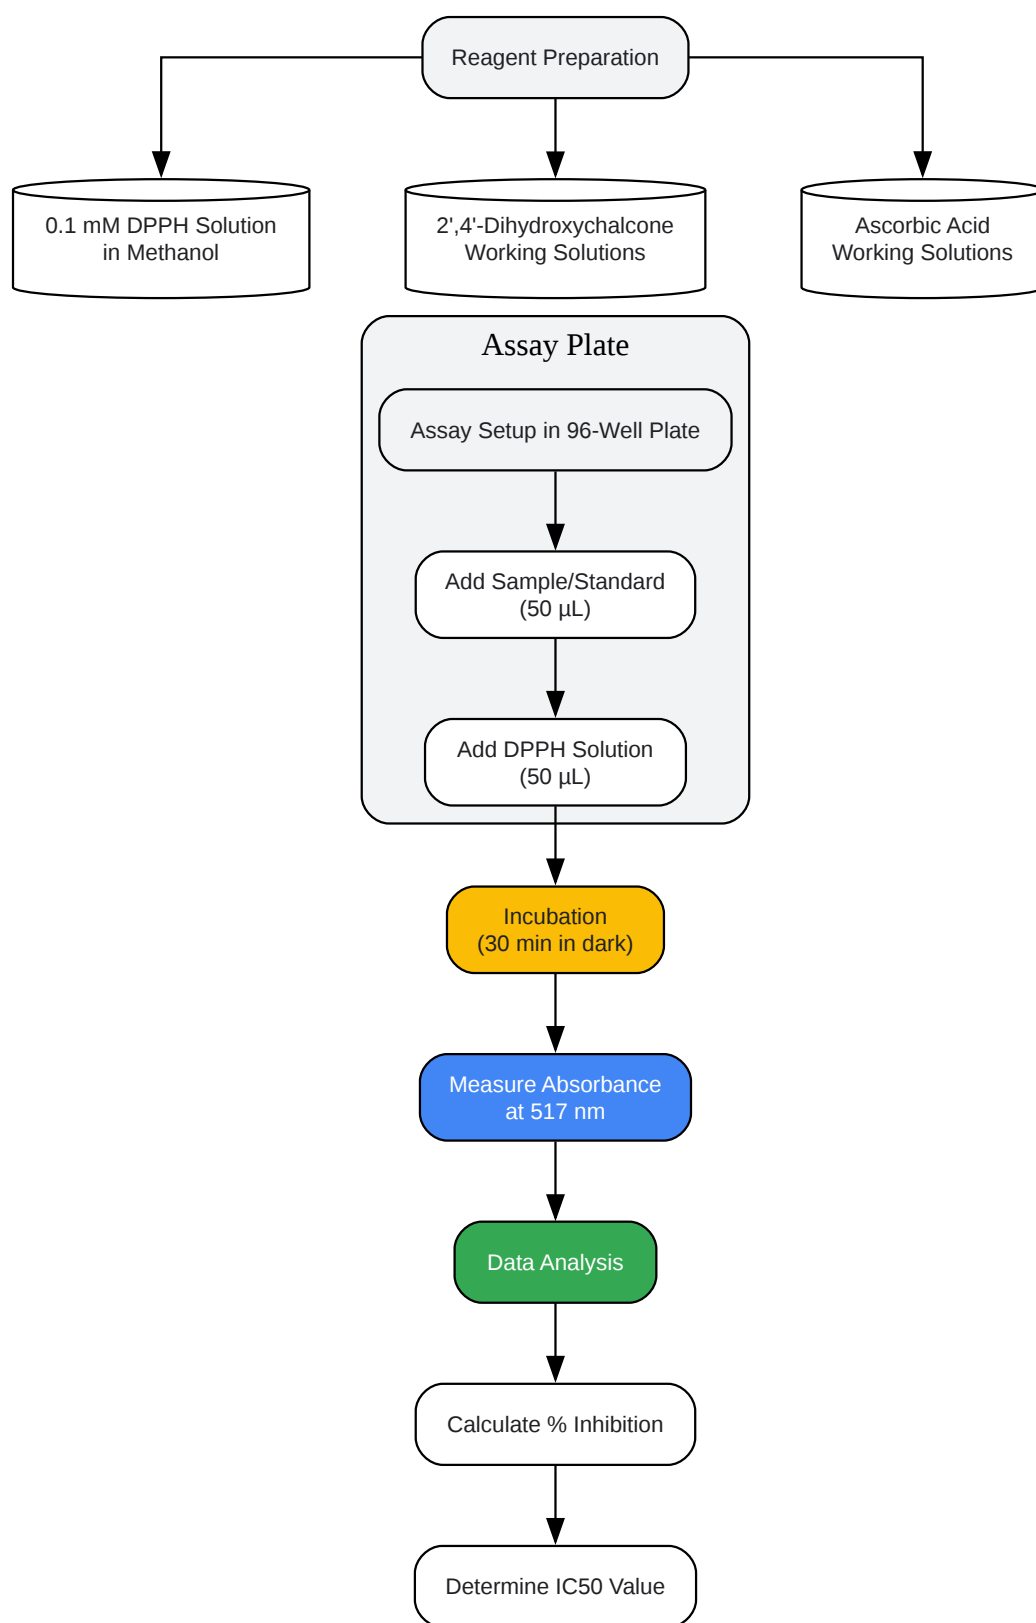 Reagent Preparation
0.1 mM DPPH Solution
in Methanol
2',4'-Dihydroxychalcone
Working Solutions
Ascorbic Acid
Working Solutions
Assay Plate
Assay Setup in 96-Well Plate
Add Sample/Standard
(50 µL)
Add DPPH Solution
(50 µL)
Incubation
(30 min in dark)
Measure Absorbance
at 517 nm
Data Analysis
Calculate % Inhibition
Determine IC50 Value